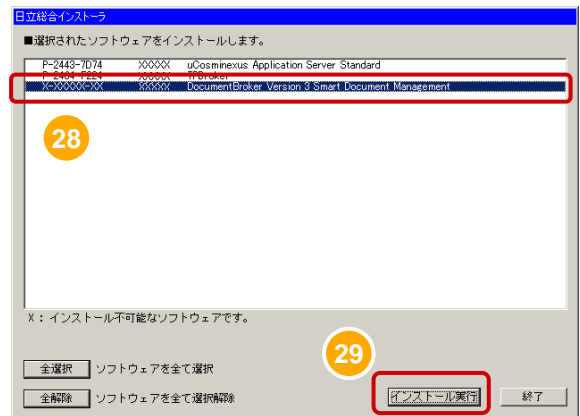 日立総合インストーラ
■選択されたソフトウェアをインストールします。
P-2443-7D74 XXXXX uCosminexus Application Server Standard
P-2464-F224 XXXXX TPBroker
X-XXXXX-XX XXXXX DocumentBroker Version 3 Smart Document Management
28
X：インストール不可能なソフトウェアです。
29
全選択 ソフトウェアを全て選択
全解除 ソフトウェアを全て選択解除 インストール実行 終了